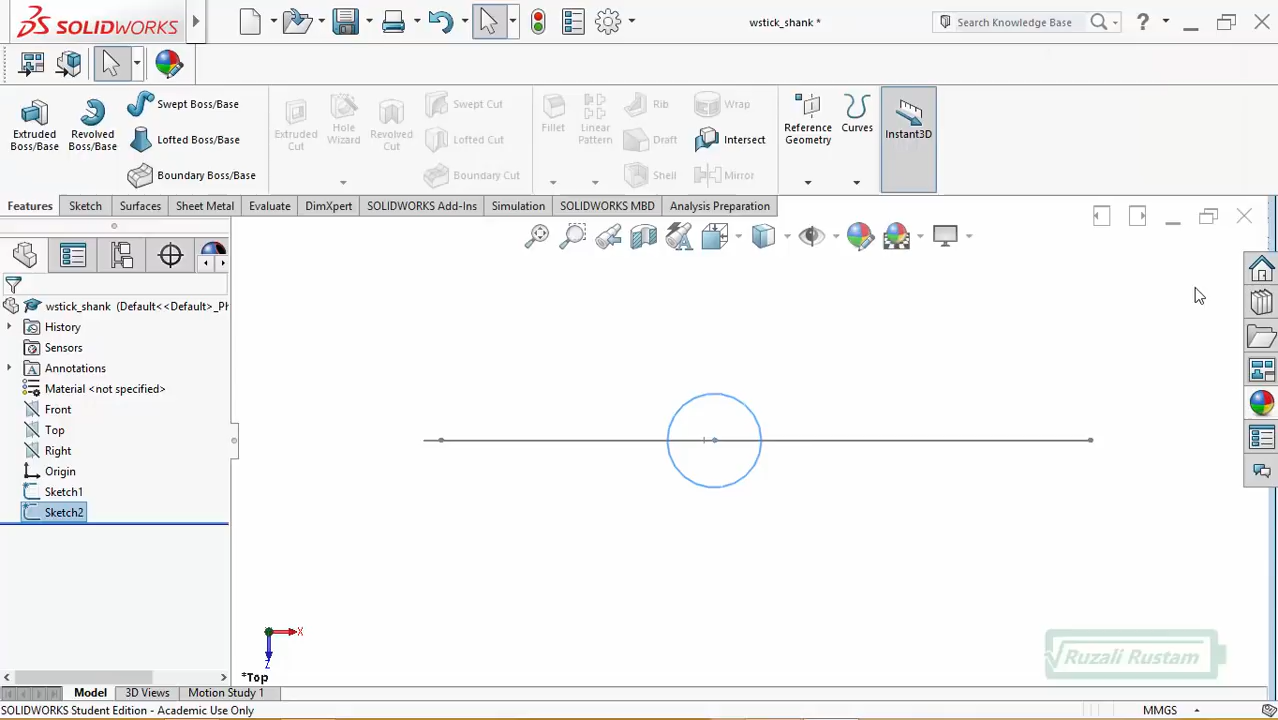 SOLIDWORKS
wstick_shank *
Search Knowledge Base
Extruded Boss/Base
Revolved Boss/Base
Swept Boss/Base
Lofted Boss/Base
Boundary Boss/Base
Extruded Cut
Hole Wizard
Revolved Cut
Swept Cut
Lofted Cut
Boundary Cut
Fillet
Linear Pattern
Rib
Draft
Shell
Wrap
Intersect
Mirror
Reference Geometry
Curves
Instant3D
Features
Sketch
Surfaces
Sheet Metal
Evaluate
DimXpert
SOLIDWORKS Add-Ins
Simulation
SOLIDWORKS MBD
Analysis Preparation
wstick_shank (Default<<Default>_Ph
History
Sensors
Annotations
Material <not specified>
Front
Top
Right
Origin
Sketch1
Sketch2
X
Z
*Top
Ruzali Rustam
Model
3D Views
Motion Study 1
SOLIDWORKS Student Edition - Academic Use Only
MMGS